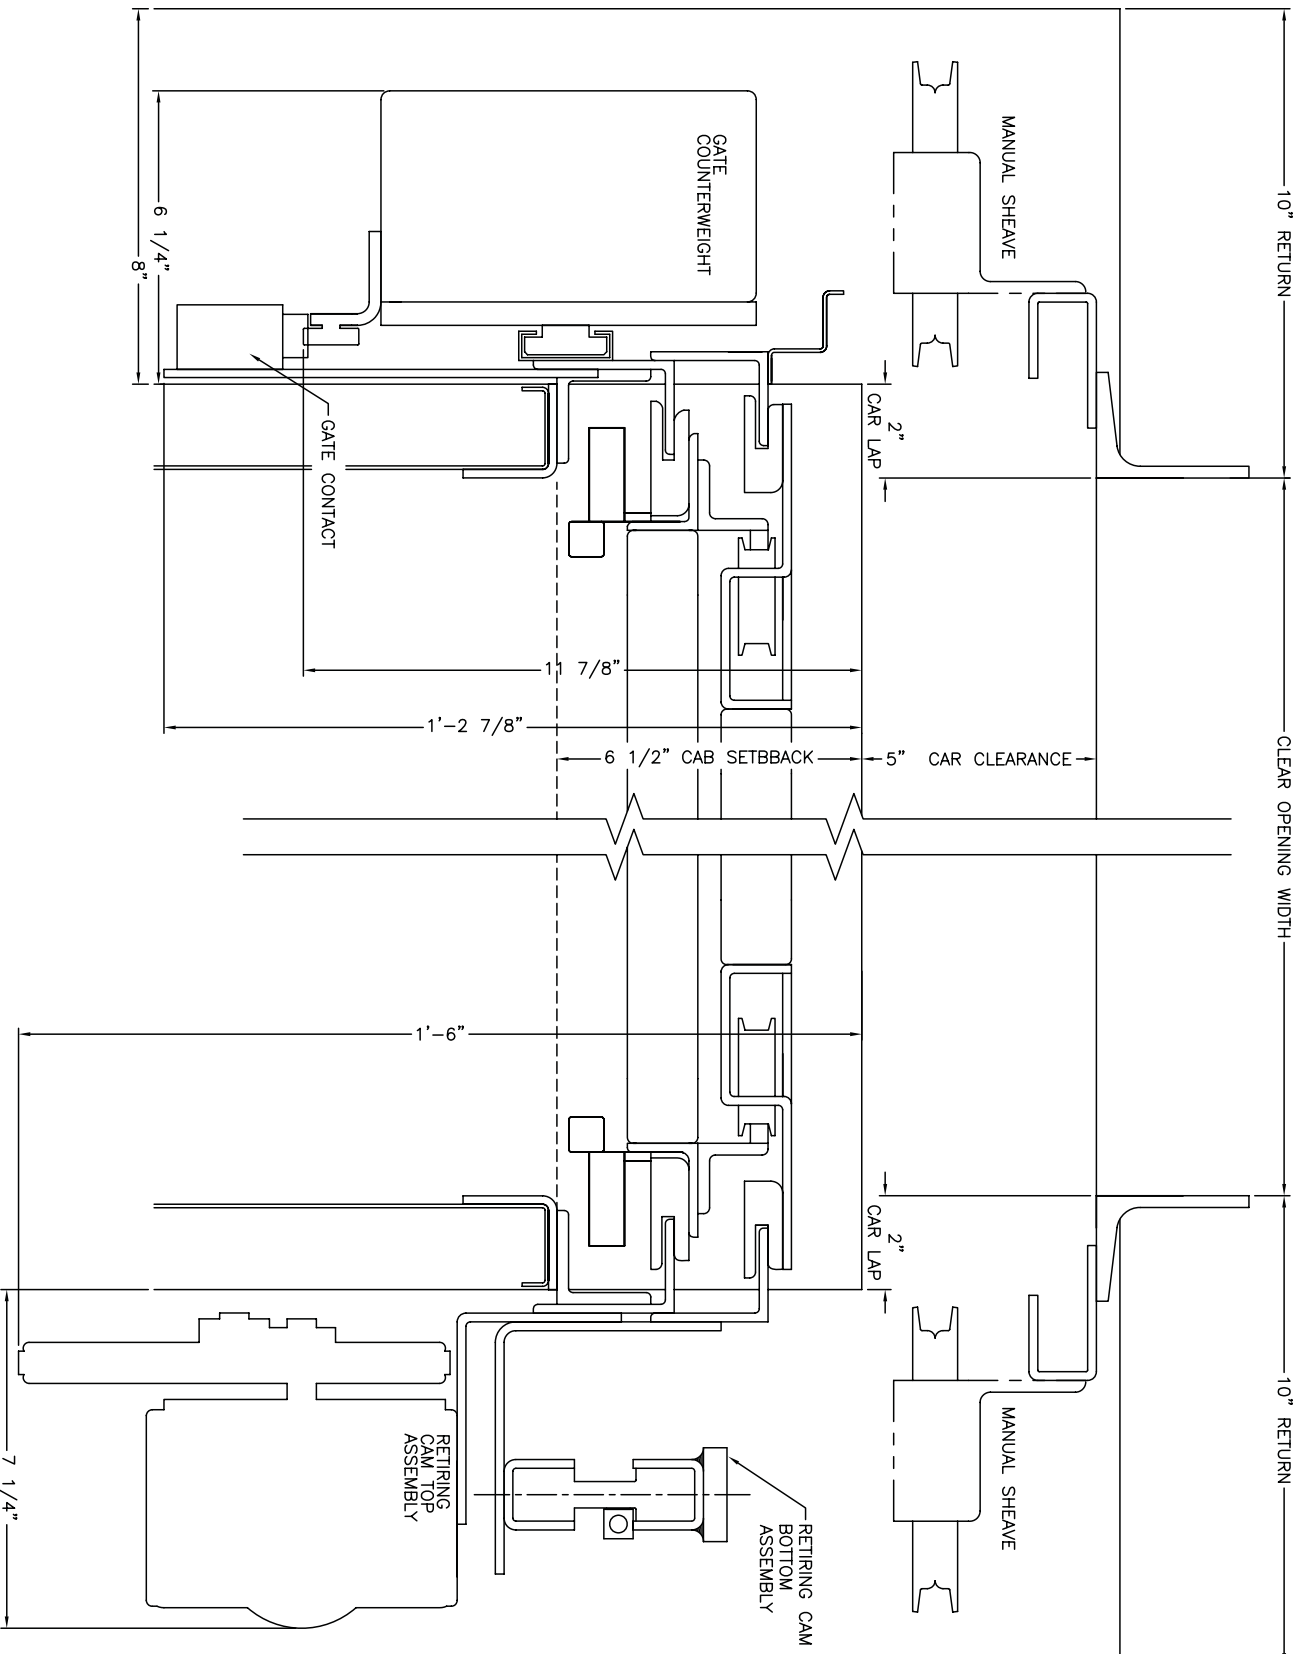 10" RETURN
CLEAR OPENING WIDTH
10" RETURN
MANUAL SHEAVE
MANUAL SHEAVE
2"
CAR LAP
2"
CAR LAP
5" CAR CLEARANCE
6 1/2" CAB SETBBACK
11 7/8"
1'-2 7/8"
1'-6"
GATE
COUNTERWEIGHT
GATE CONTACT
6 1/4"
8"
RETIRING CAM
BOTTOM
ASSEMBLY
RETIRING
CAM TOP
ASSEMBLY
7 1/4"